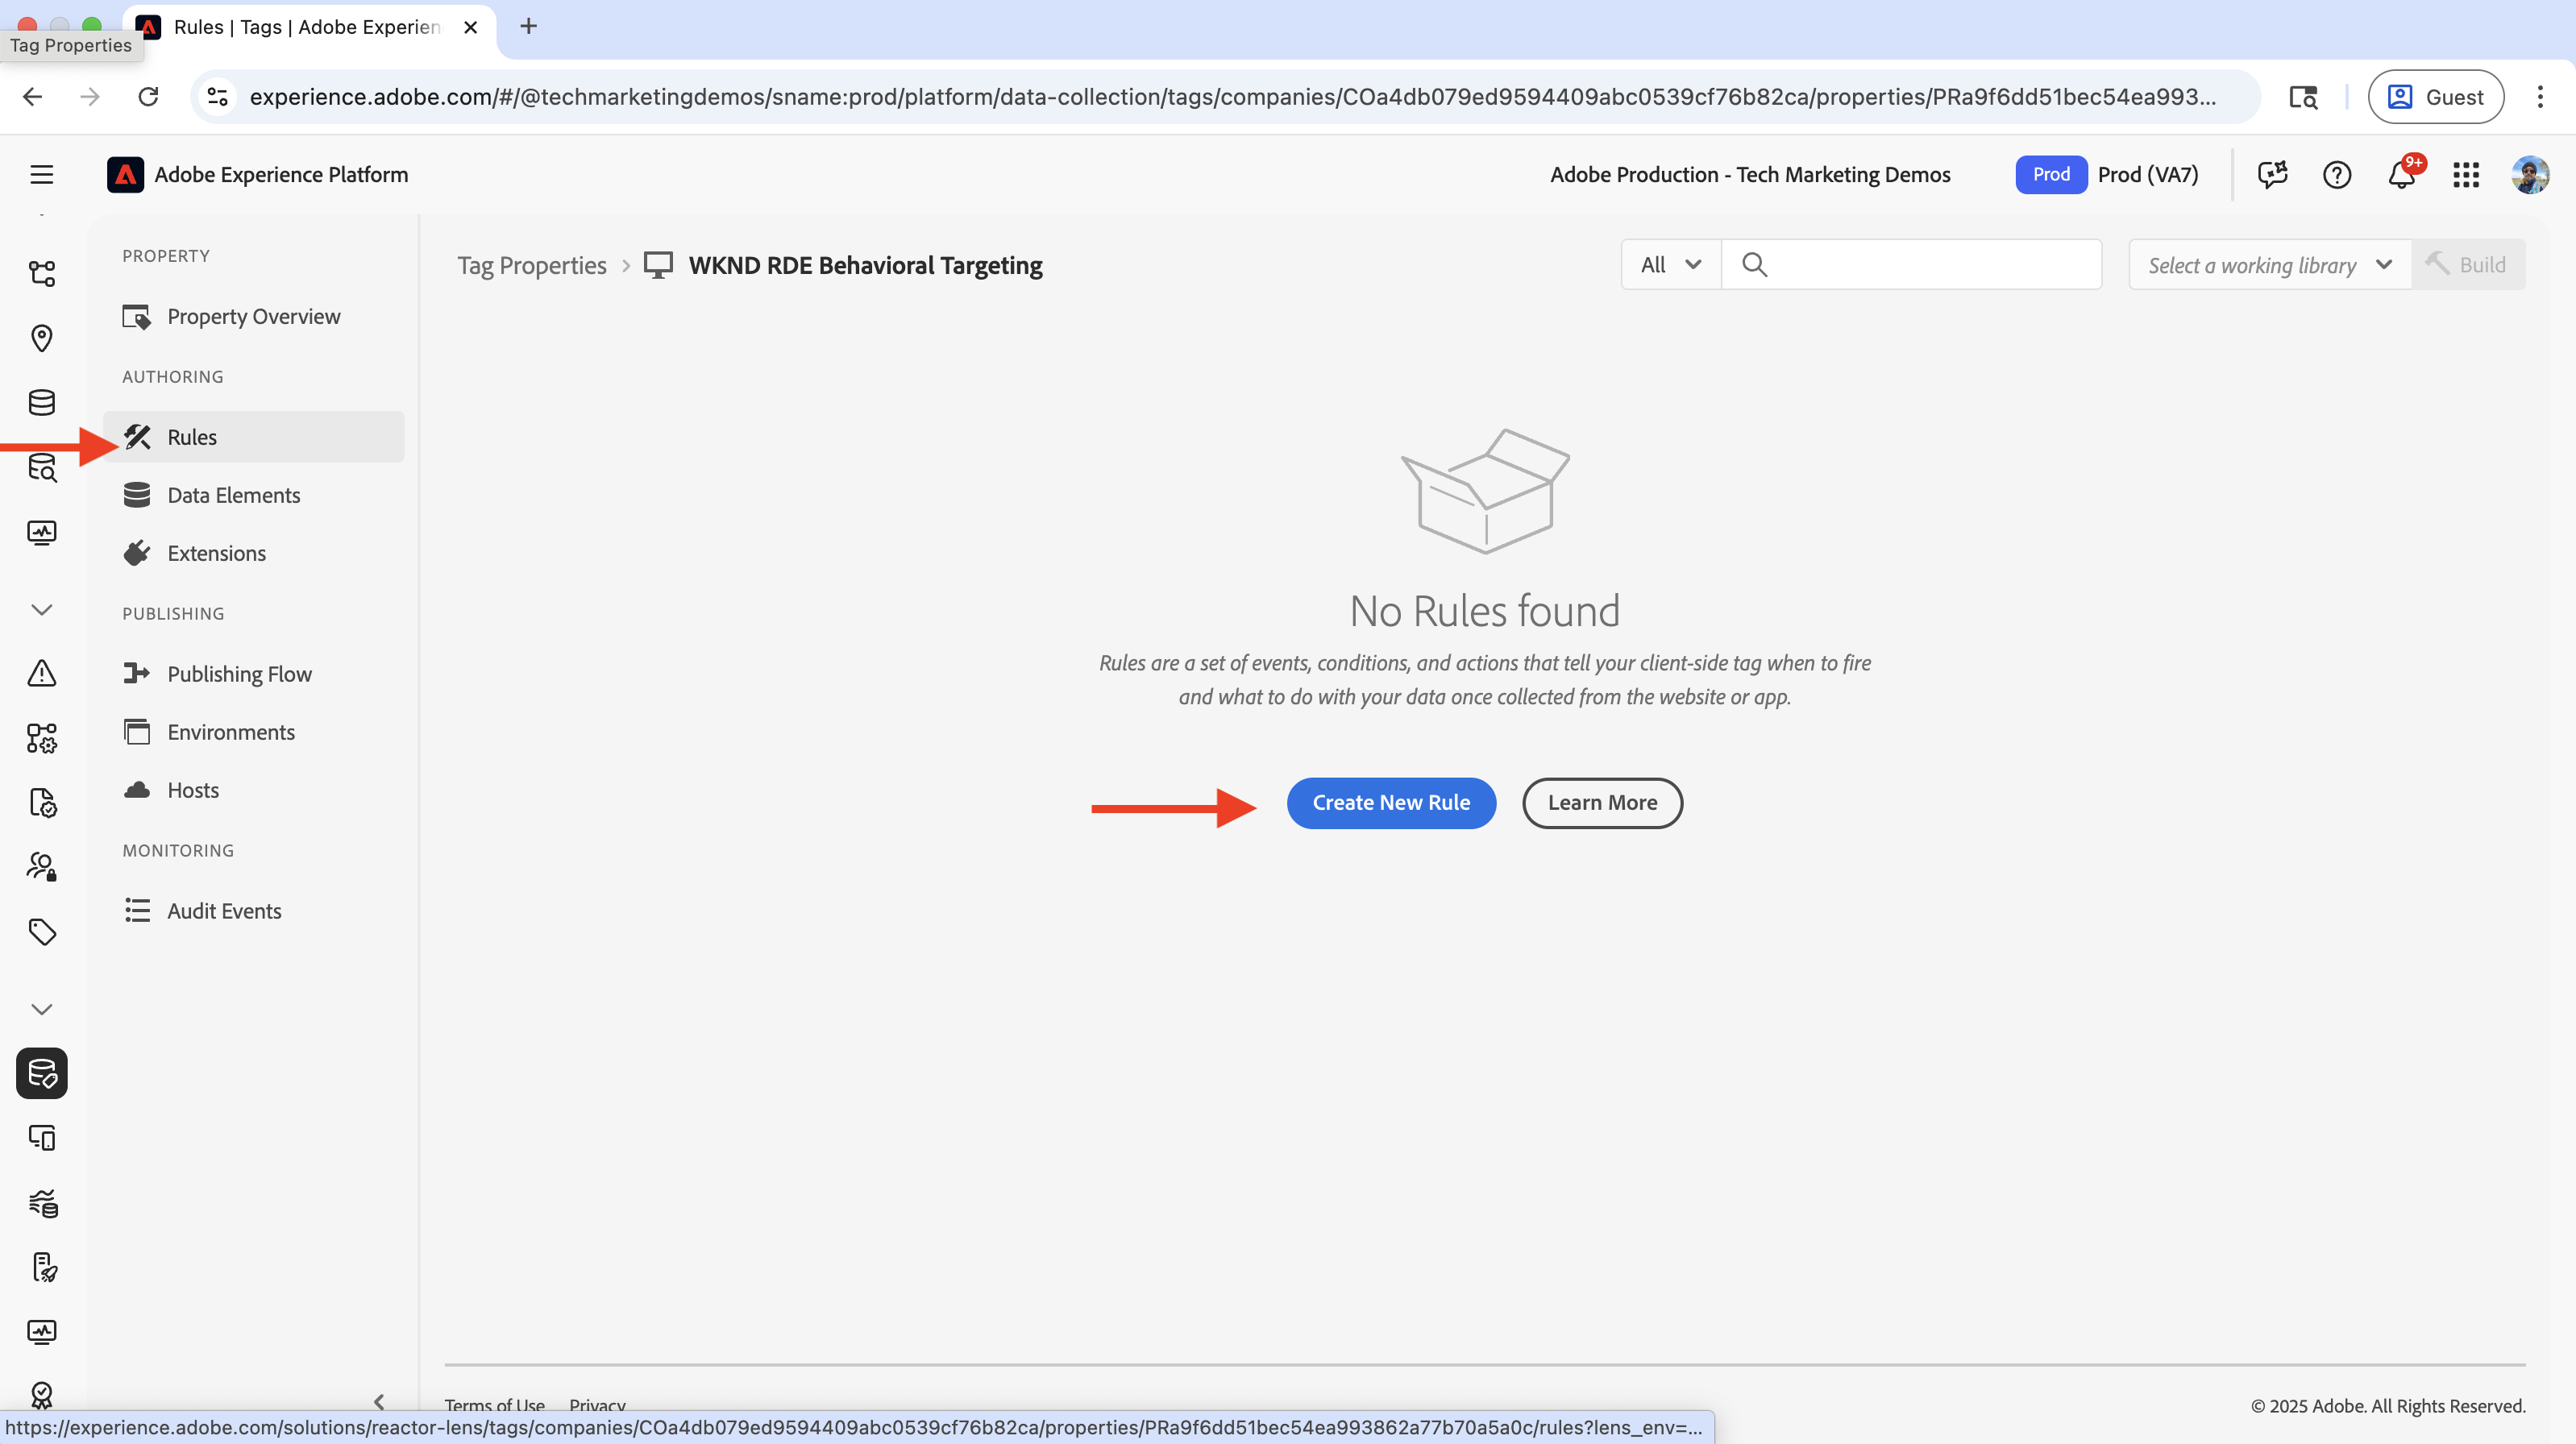 Rules | Tags | Adobe Experien
Tag Properties
experience.adobe.com/#/@techmarketingdemos/sname:prod/platform/data-collection/tags/companies/COa4db079ed9594409abc0539cf76b82ca/properties/PRa9f6dd51bec54ea993...
Guest
Adobe Experience Platform
Adobe Production - Tech Marketing Demos
Prod
Prod (VA7)
9+
PROPERTY
Property Overview
AUTHORING
Rules
Data Elements
Extensions
PUBLISHING
Publishing Flow
Environments
Hosts
MONITORING
Audit Events
Tag Properties
WKND RDE Behavioral Targeting
All
Select a working library
Build
No Rules found
Rules are a set of events, conditions, and actions that tell your client-side tag when to fire
and what to do with your data once collected from the website or app.
Create New Rule
Learn More
Terms of Use
Privacy
© 2025 Adobe. All Rights Reserved.
https://experience.adobe.com/solutions/reactor-lens/tags/companies/COa4db079ed9594409abc0539cf76b82ca/properties/PRa9f6dd51bec54ea993862a77b70a5a0c/rules?lens_env=...